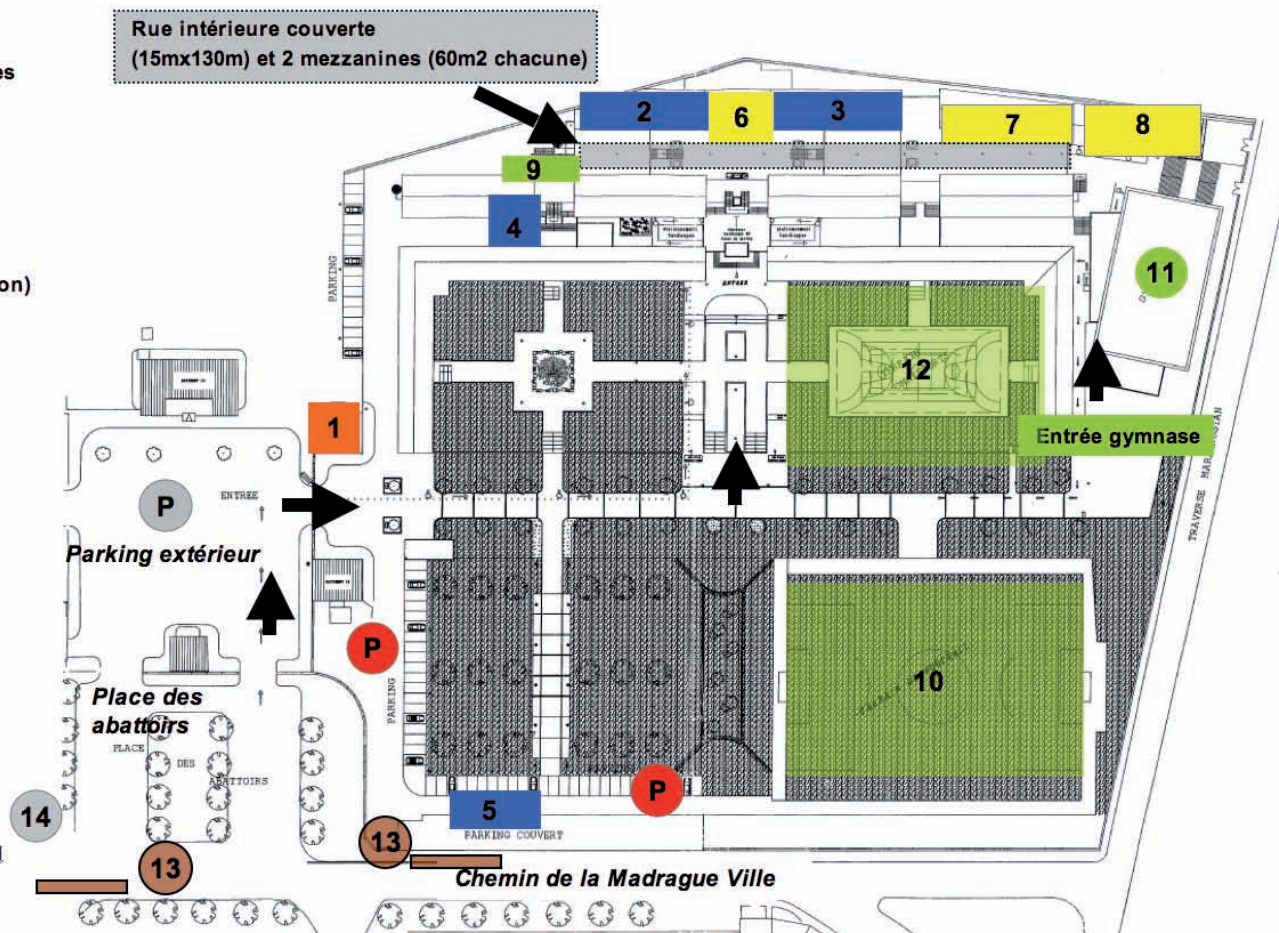 Rue intérieure couverte
(15mx130m) et 2 mezzanines (60m2 chacune)
es
2
6
3
7
8
9
4
PARKING
on)
11
ENTREE
12
1
Entrée gymnase
P
ENTREE
Parking extérieur
TRAVERSE
P
10
PARKING
Place des
abattoirs
PLACE
DES
ABATTOIRS
P
14
5
PARKING COUVERT
13
13
Chemin de la Madrague Ville